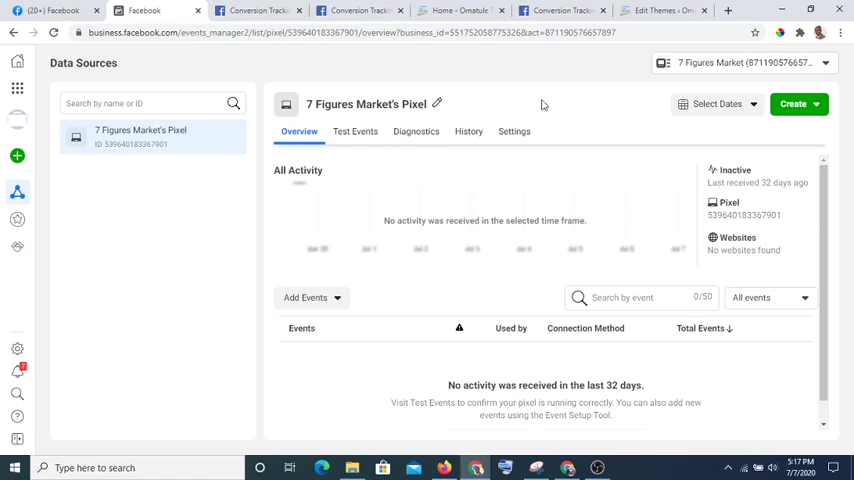 (20+) Facebook
Facebook
Conversion Trackin
Conversion Trackin
Home - Omatule T
Conversion Trackin
Edit Themes ‹ Om
business.facebook.com/events_manager2/list/pixel/539640183367901/overview?business_id=551752058775326&act=871190576657897
Data Sources
7 Figures Market (871190576657...
Search by name or ID
7 Figures Market's Pixel
ID 539640183367901
7 Figures Market's Pixel
Select Dates
Create
Overview
Test Events
Diagnostics
History
Settings
All Activity
No activity was received in the selected time frame.
Jun 30
Jul 1
Jul 2
Jul 3
Jul 4
Jul 5
Jul 6
Jul 7
Inactive
Last received 32 days ago
Pixel
539640183367901
Websites
No websites found
Add Events
Search by event
0/50
All events
Events
Used by
Connection Method
Total Events
No activity was received in the last 32 days.
Visit Test Events to confirm your pixel is running correctly. You can also add new
events using the Event Setup Tool.
7
Type here to search
5:17 PM
7/7/2020